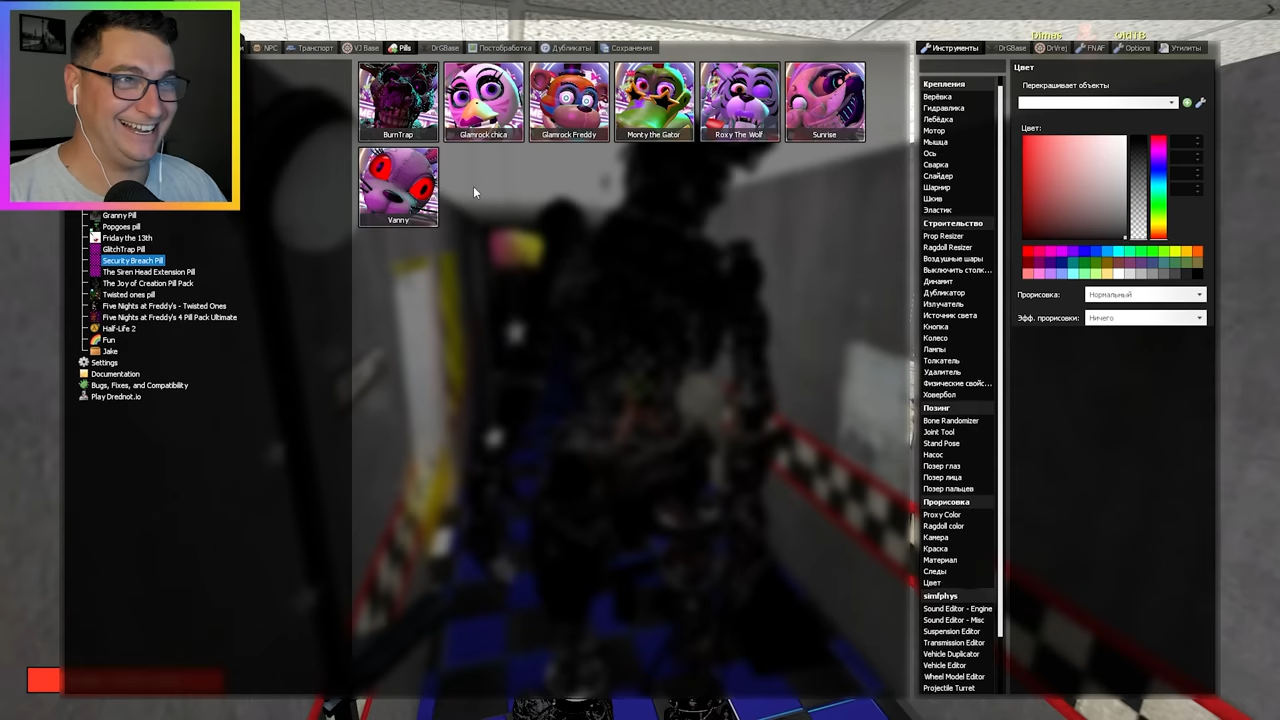 Dimas
OldTB
NPC
Транспорт
VJ Base
Pills
DrGBase
Постобработка
Дубликаты
Сохранения
Инструменты
DrGBase
DrVrej
FNAF
Options
Утилиты
BurnTrap
Glamrock chica
Glamrock Freddy
Monty the Gator
Roxy The Wolf
Sunrise
Vanny
Granny Pill
Popgoes pill
Friday the 13th
GlitchTrap Pill
Security Breach Pill
The Siren Head Extension Pill
The Joy of Creation Pill Pack
Twisted ones pill
Five Nights at Freddy's - Twisted Ones
Five Nights at Freddy's 4 Pill Pack Ultimate
Half-Life 2
Fun
Jake
Settings
Documentation
Bugs, Fixes, and Compatibility
Play Drednot.io
Крепления
Верёвка
Гидравлика
Лебёдка
Мотор
Мышца
Ось
Сварка
Слайдер
Шарнир
Шкив
Эластик
Строительство
Prop Resizer
Ragdoll Resizer
Воздушные шары
Выключить столк...
Динамит
Дубликатор
Излучатель
Источник света
Кнопка
Колесо
Лампы
Толкатель
Удалитель
Физические свойс...
Ховербол
Позинг
Bone Randomizer
Joint Tool
Stand Pose
Насос
Позер глаз
Позер лица
Позер пальцев
Прорисовка
Proxy Color
Ragdoll color
Камера
Краска
Материал
Следы
Цвет
simfphys
Sound Editor - Engine
Sound Editor - Misc
Suspension Editor
Transmission Editor
Vehicle Duplicator
Vehicle Editor
Wheel Model Editor
Projectile Turret
Цвет
Перекрашивает объекты
Цвет:
Прорисовка:
Нормальный
Эфф. прорисовки:
Ничего